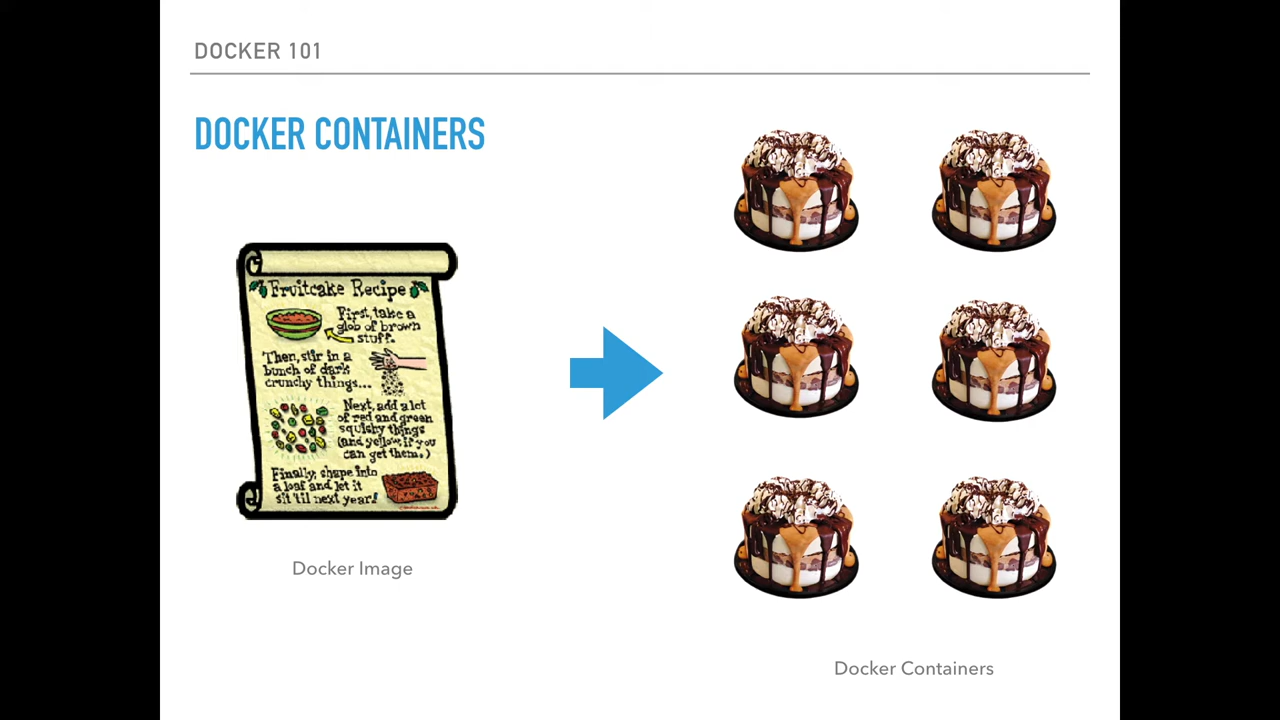 DOCKER 101
DOCKER CONTAINERS
Fruitcake Recipe
First, take a
glob of brown
stuff.
Then, stir in a
bunch of dark
crunchy things...
Next, add a lot
of red and green
squishy things
(and yellow, if you
can get them.)
Finally, shape into
a loaf and let it
sit 'til next year!
Docker Image
Docker Containers